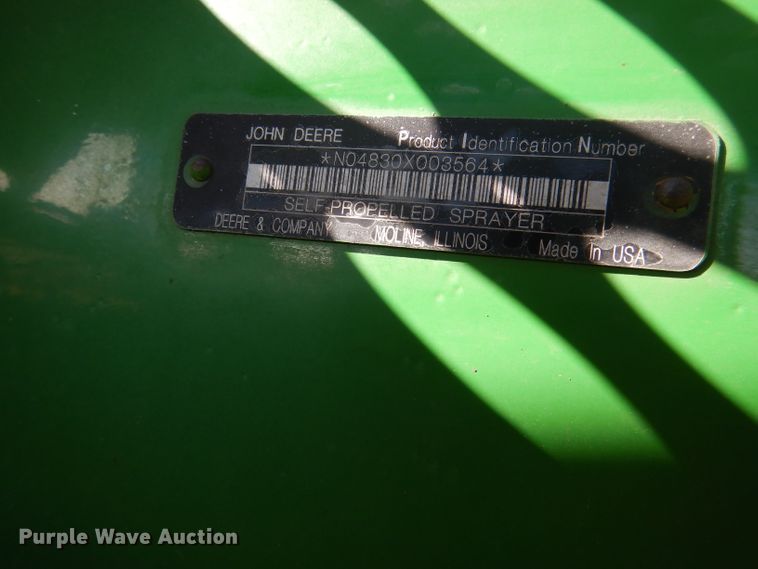 JOHN DEERE Product Identification Number
*N04830X003564*
SELF-PROPELLED SPRAYER
DEERE & COMPANY MOLINE, ILLINOIS Made In USA
Purple Wave Auction